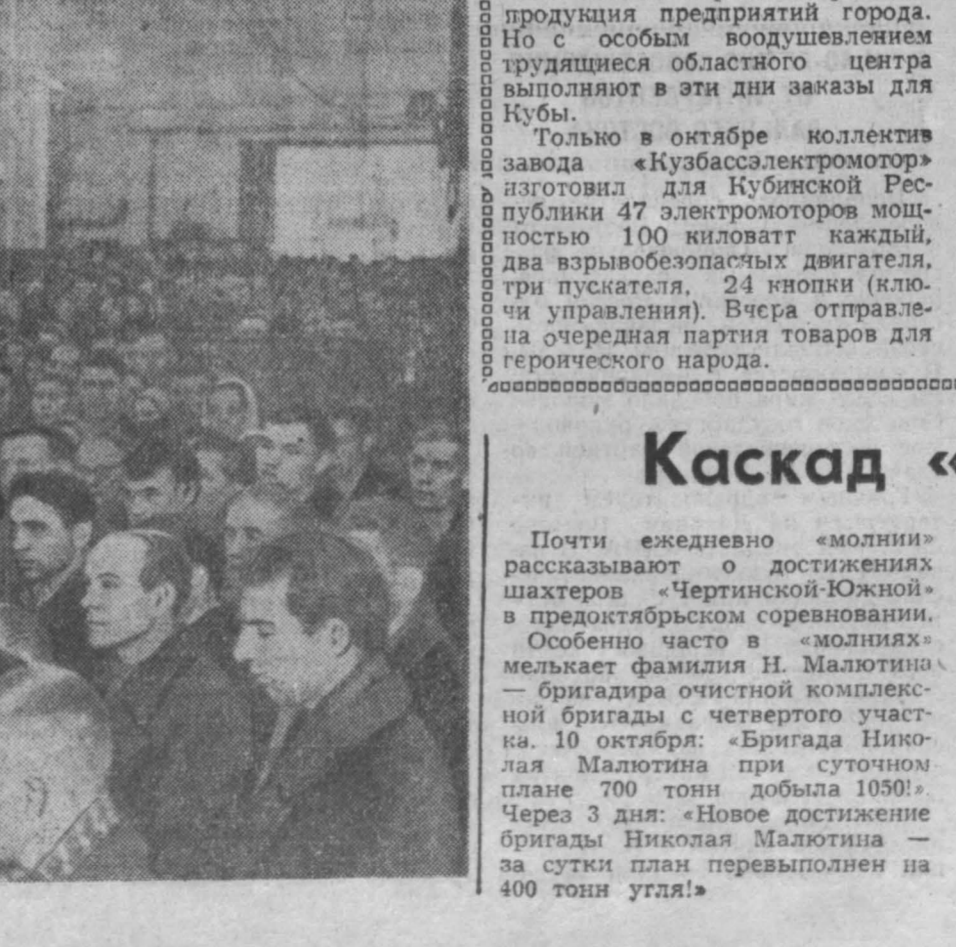 продукция предприятий города.
Но с особым воодушевлением
трудящиеся областного центра
выполняют в эти дни заказы для
Кубы.
Только в октябре коллектив
завода «Кузбассэлектромотор»
изготовил для Кубинской Рес-
публики 47 электромоторов мощ-
ностью 100 киловатт каждый,
два взрывобезопасных двигателя,
три пускателя, 24 кнопки (клю-
чи управления). Вчера отправле-
на очередная партия товаров для
героического народа.
Каскад «
Почти ежедневно «молнии»
рассказывают о достижениях
шахтеров «Чертинской-Южной»
в предоктябрьском соревновании.
Особенно часто в «молниях»
мелькает фамилия Н. Малютина
— бригадира очистной комплекс-
ной бригады с четвертого участ-
ка. 10 октября: «Бригада Нико-
лая Малютина при суточном
плане 700 тонн добыла 1050!».
Через 3 дня: «Новое достижение
бригады Николая Малютина —
за сутки план перевыполнен на
400 тонн угля!»